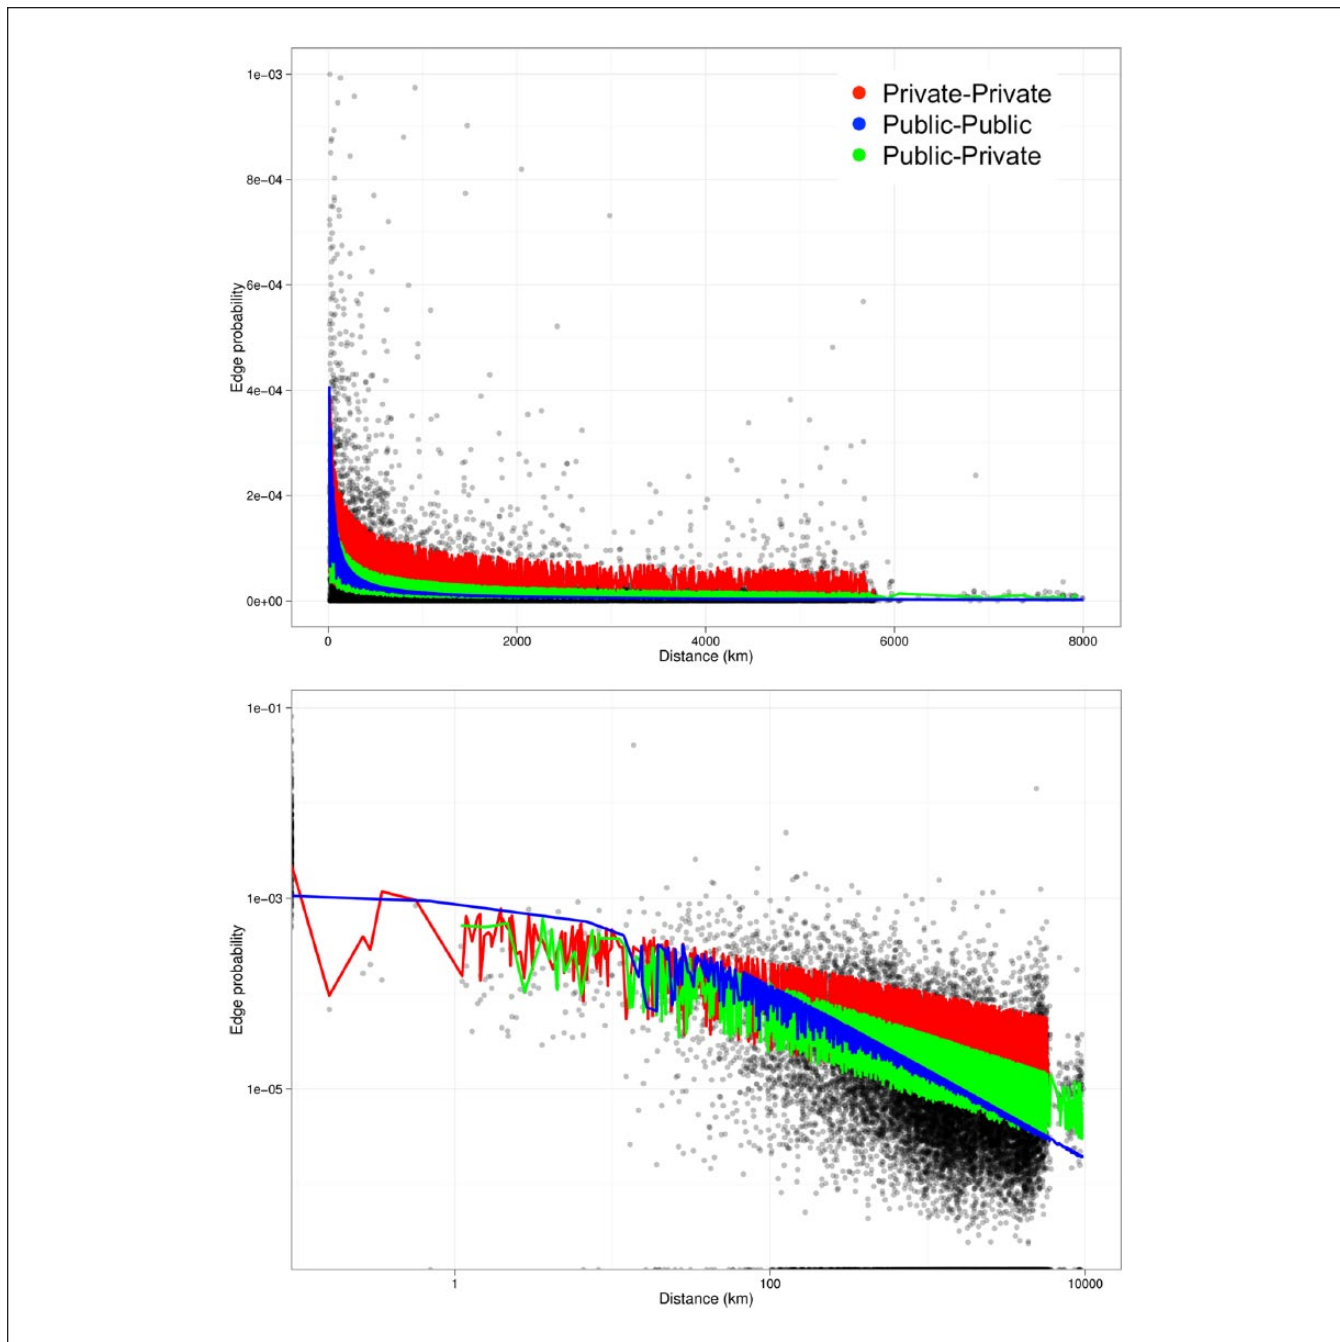 1e−03
8e−04
6e−04
4e−04
2e−04
0e+00
Edge probability
Private-Private
Public-Public
Public-Private
0
2000
4000
6000
8000
Distance (km)
1e−01
1e−03
1e−05
Edge probability
1
100
10000
Distance (km)